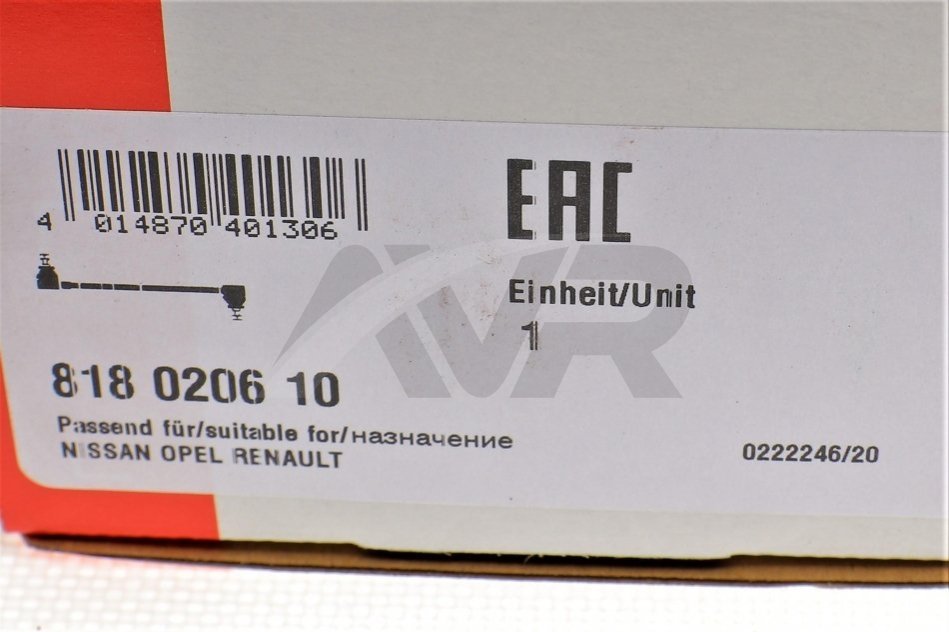 EAC
4 014870 401306
Einheit/Unit
1
818 0206 10
Passend für/suitable for/назначение
NISSAN OPEL RENAULT
0222246/20
AVR